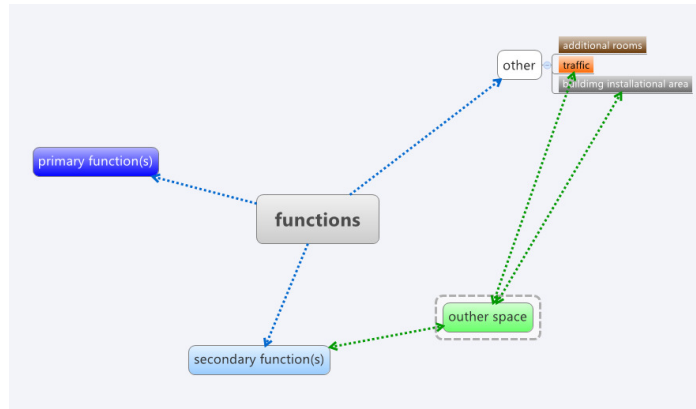 additional rooms
other
traffic
buildimg installational area
primary function(s)
functions
outher space
secondary function(s)